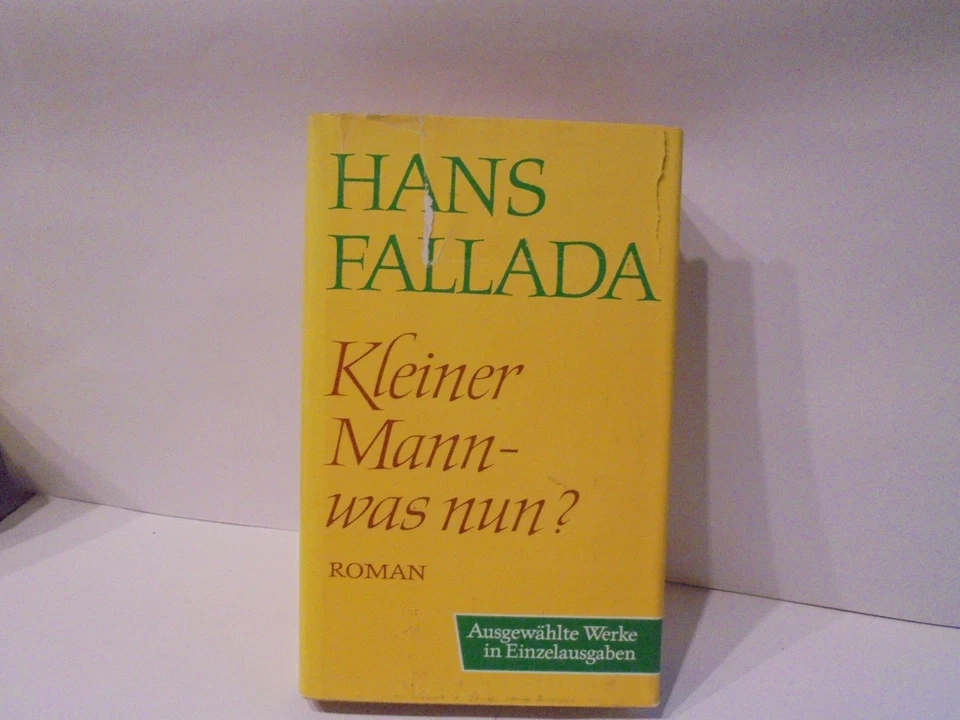 HANS
FALLADA
Kleiner
Mann-
was nun?
ROMAN
Ausgewählte Werke
in Einzelausgaben